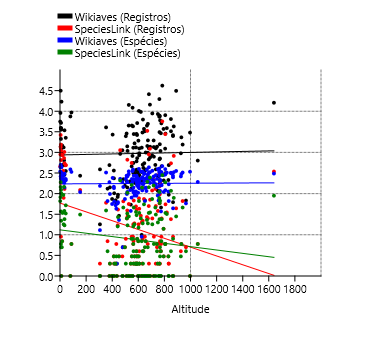 Wikiaves (Registros)
SpeciesLink (Registros)
Wikiaves (Espécies)
SpeciesLink (Espécies)
4.5
4.0
3.5
3.0
2.5
2.0
1.5
1.0
0.5
0.0
0 200 400 600 800 1000 1200 1400 1600 1800
Altitude